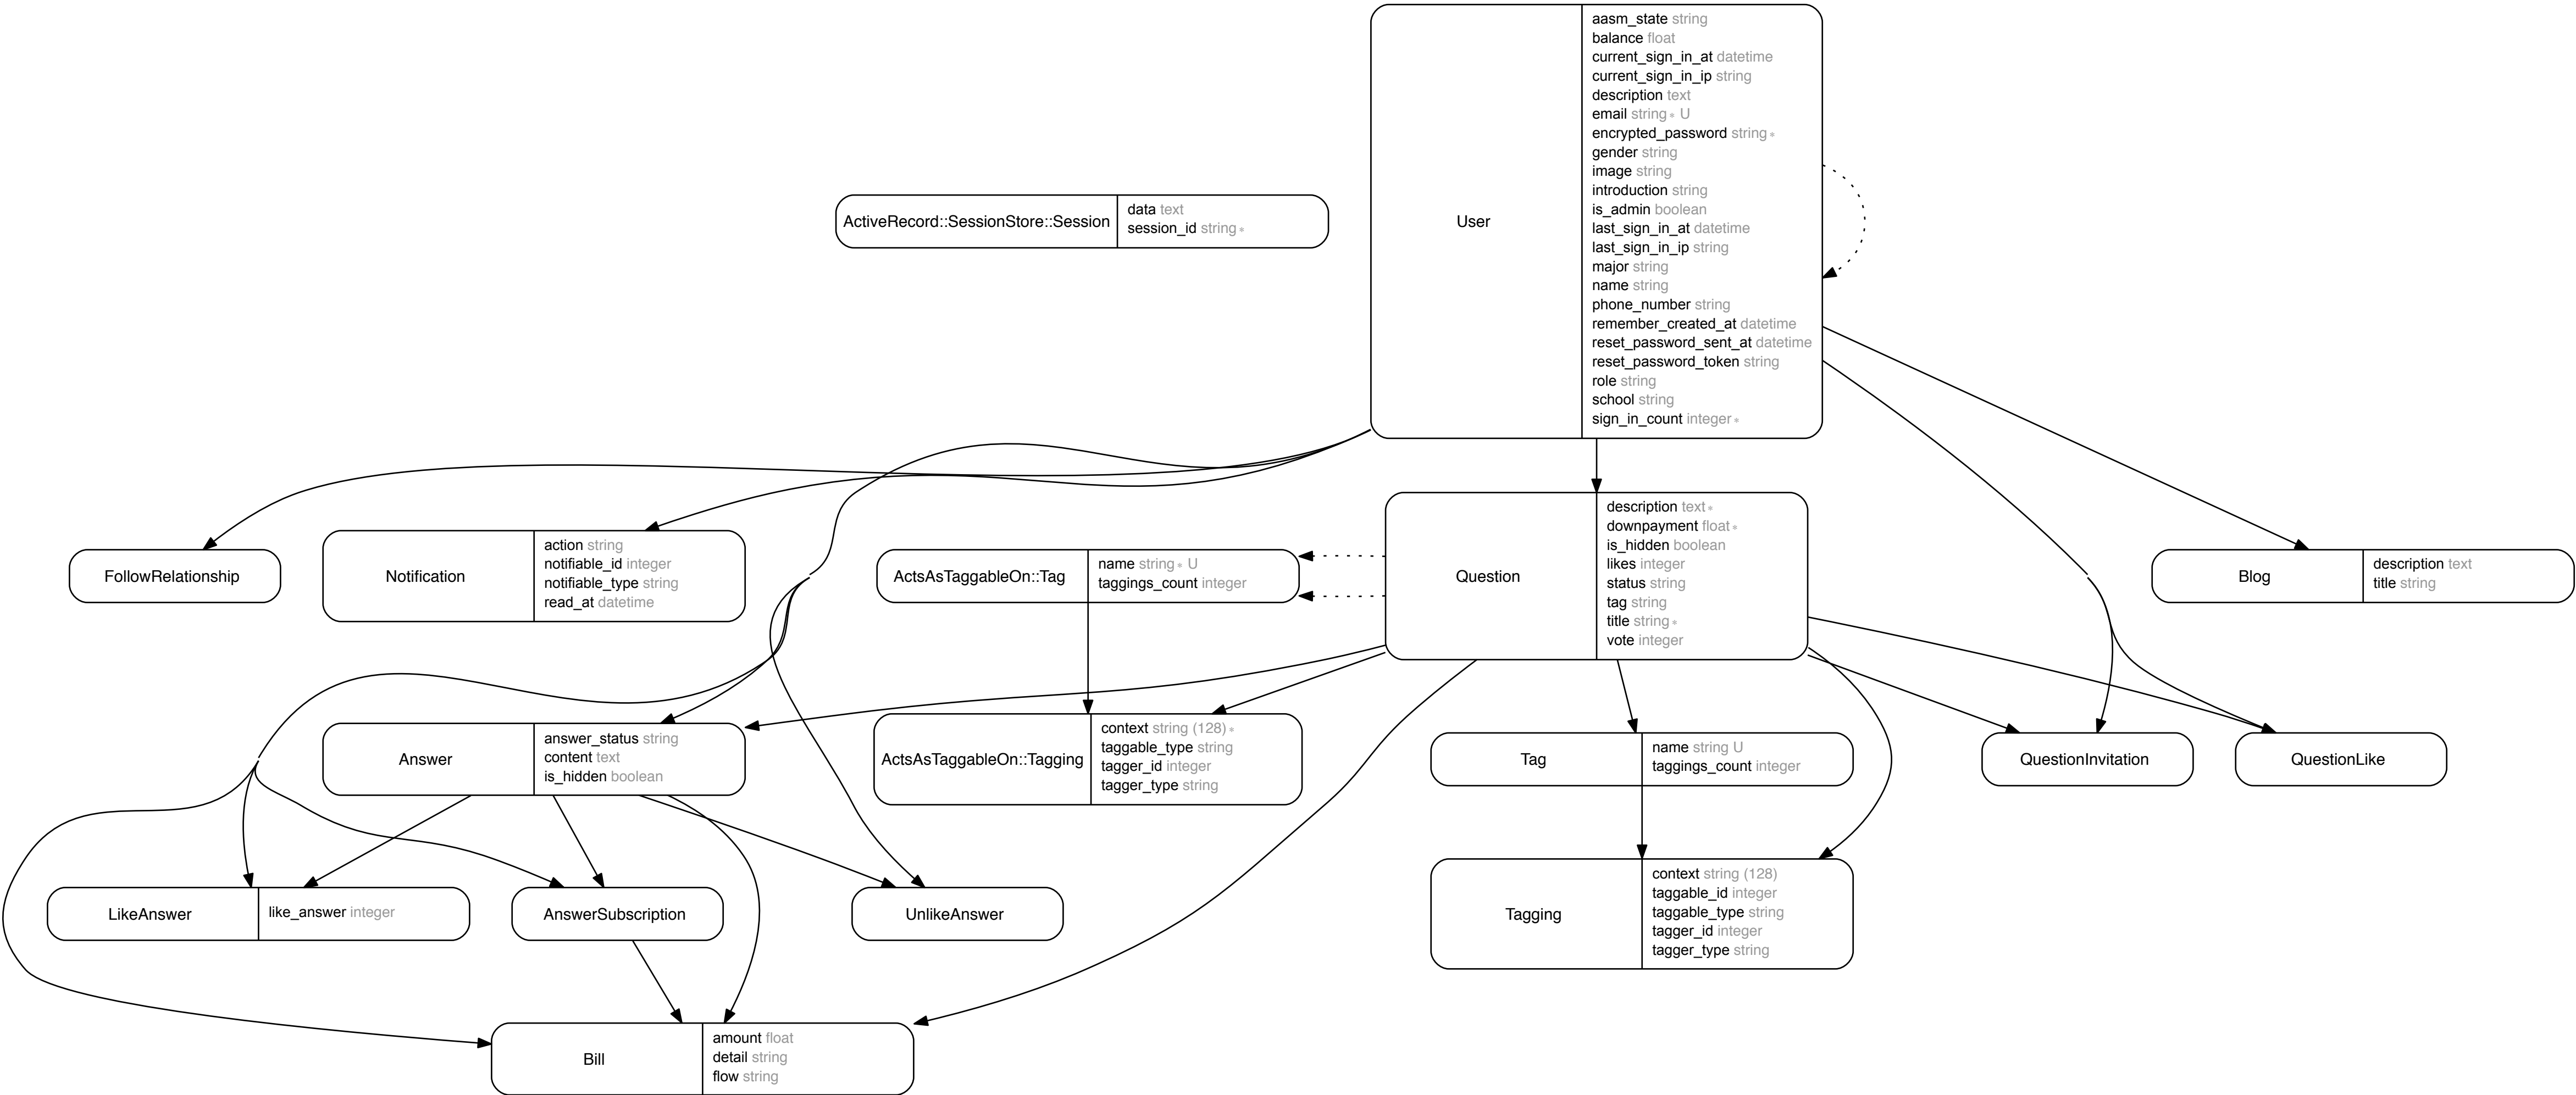 User
aasm_state string
balance float
current_sign_in_at datetime
current_sign_in_ip string
description text
email string∗ U
encrypted_password string∗
gender string
image string
introduction string
is_admin boolean
last_sign_in_at datetime
last_sign_in_ip string
major string
name string
phone_number string
remember_created_at datetime
reset_password_sent_at datetime
reset_password_token string
role string
school string
sign_in_count integer∗
ActiveRecord::SessionStore::Session
data text
session_id string∗
FollowRelationship
Notification
action string
notifiable_id integer
notifiable_type string
read_at datetime
ActsAsTaggableOn::Tag
name string∗ U
taggings_count integer
Question
description text∗
downpayment float∗
is_hidden boolean
likes integer
status string
tag string
title string∗
vote integer
Blog
description text
title string
Answer
answer_status string
content text
is_hidden boolean
ActsAsTaggableOn::Tagging
context string (128)∗
taggable_type string
tagger_id integer
tagger_type string
Tag
name string U
taggings_count integer
QuestionInvitation
QuestionLike
LikeAnswer
like_answer integer
AnswerSubscription
UnlikeAnswer
Tagging
context string (128)
taggable_id integer
taggable_type string
tagger_id integer
tagger_type string
Bill
amount float
detail string
flow string